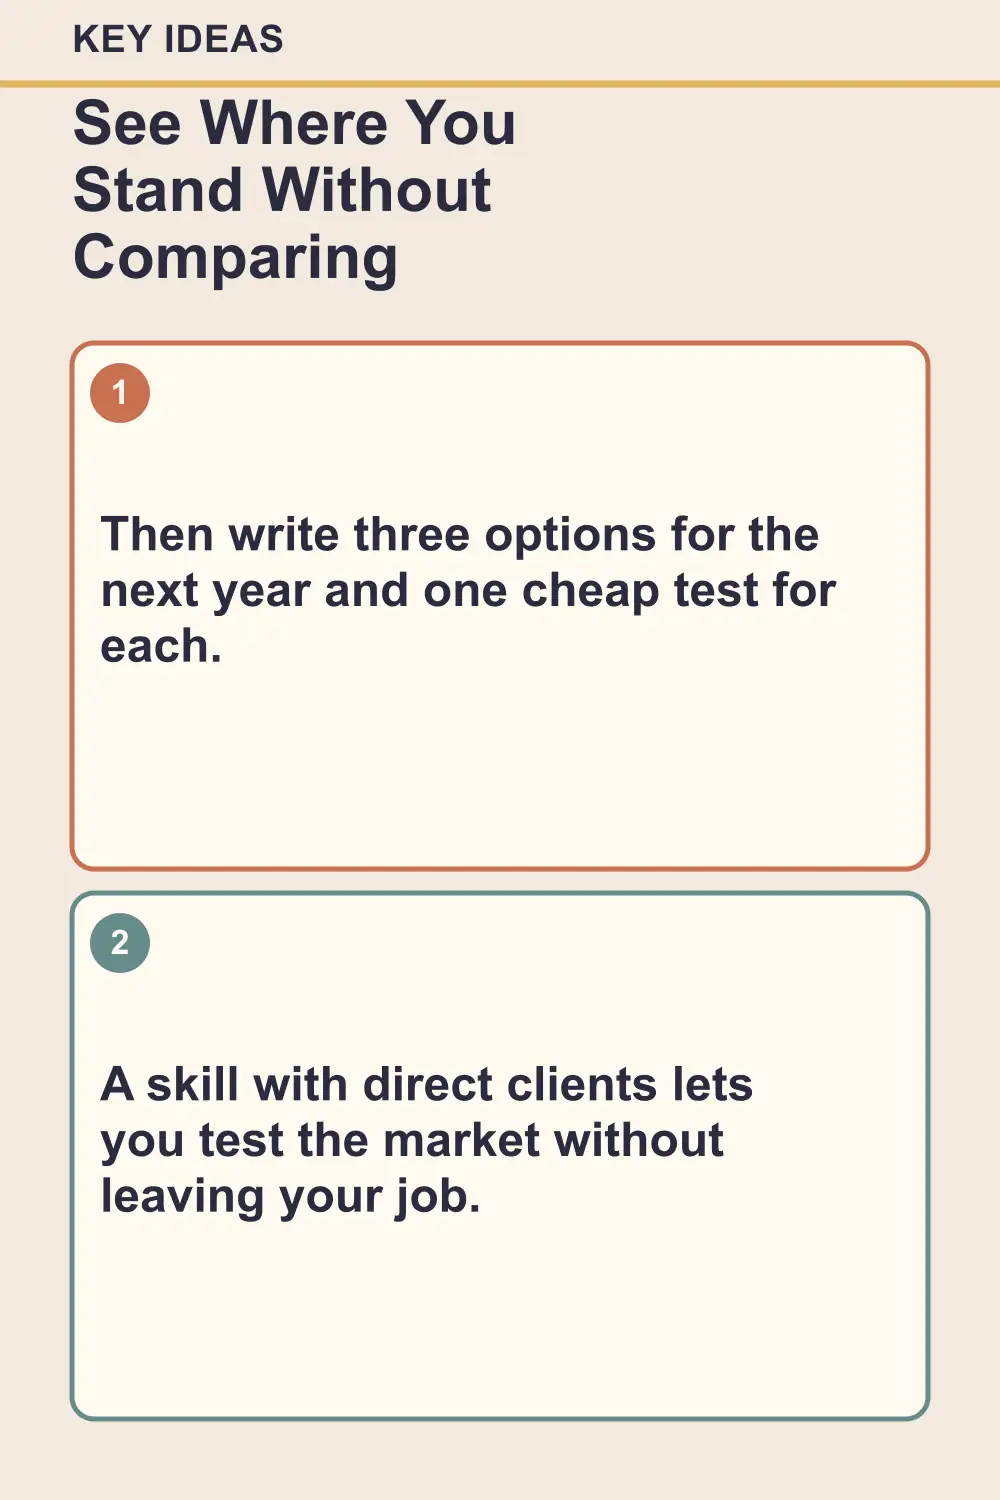 KEY IDEAS
See Where You
Stand Without
Comparing
1
Then write three options for the
next year and one cheap test for
each.
2
A skill with direct clients lets
you test the market without
leaving your job.